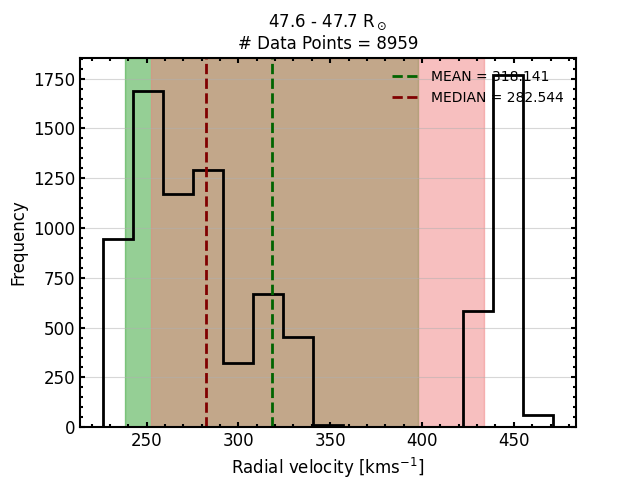 47.6 - 47.7 R⊙
# Data Points = 8959
MEAN = 318.141
MEDIAN = 282.544
Frequency
1750
1500
1250
1000
750
500
250
0
250 300 350 400 450
Radial velocity [kms⁻¹]